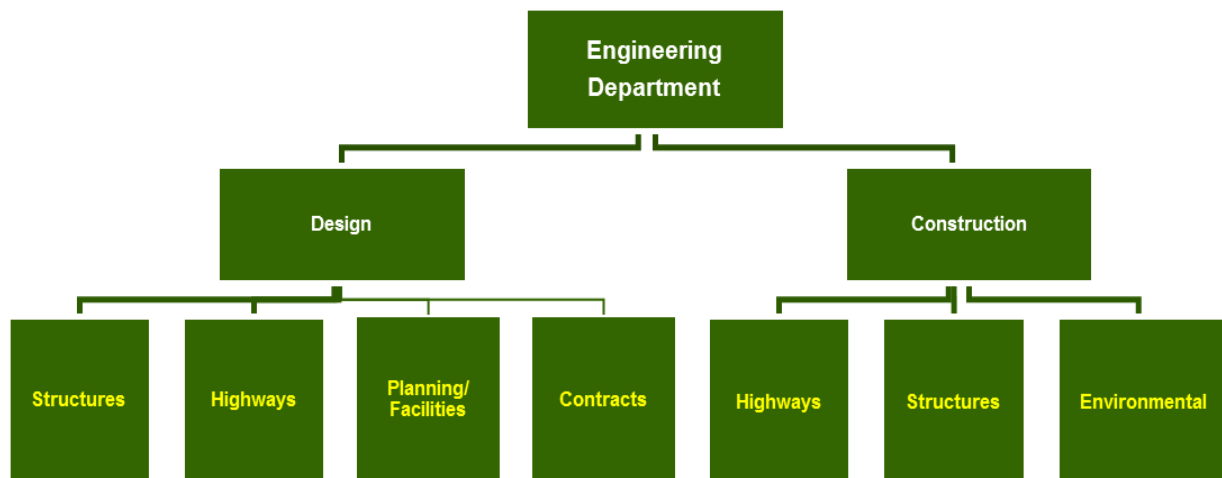 Engineering
Department
Design
Construction
Structures
Highways
Planning/
Facilities
Contracts
Highways
Structures
Environmental